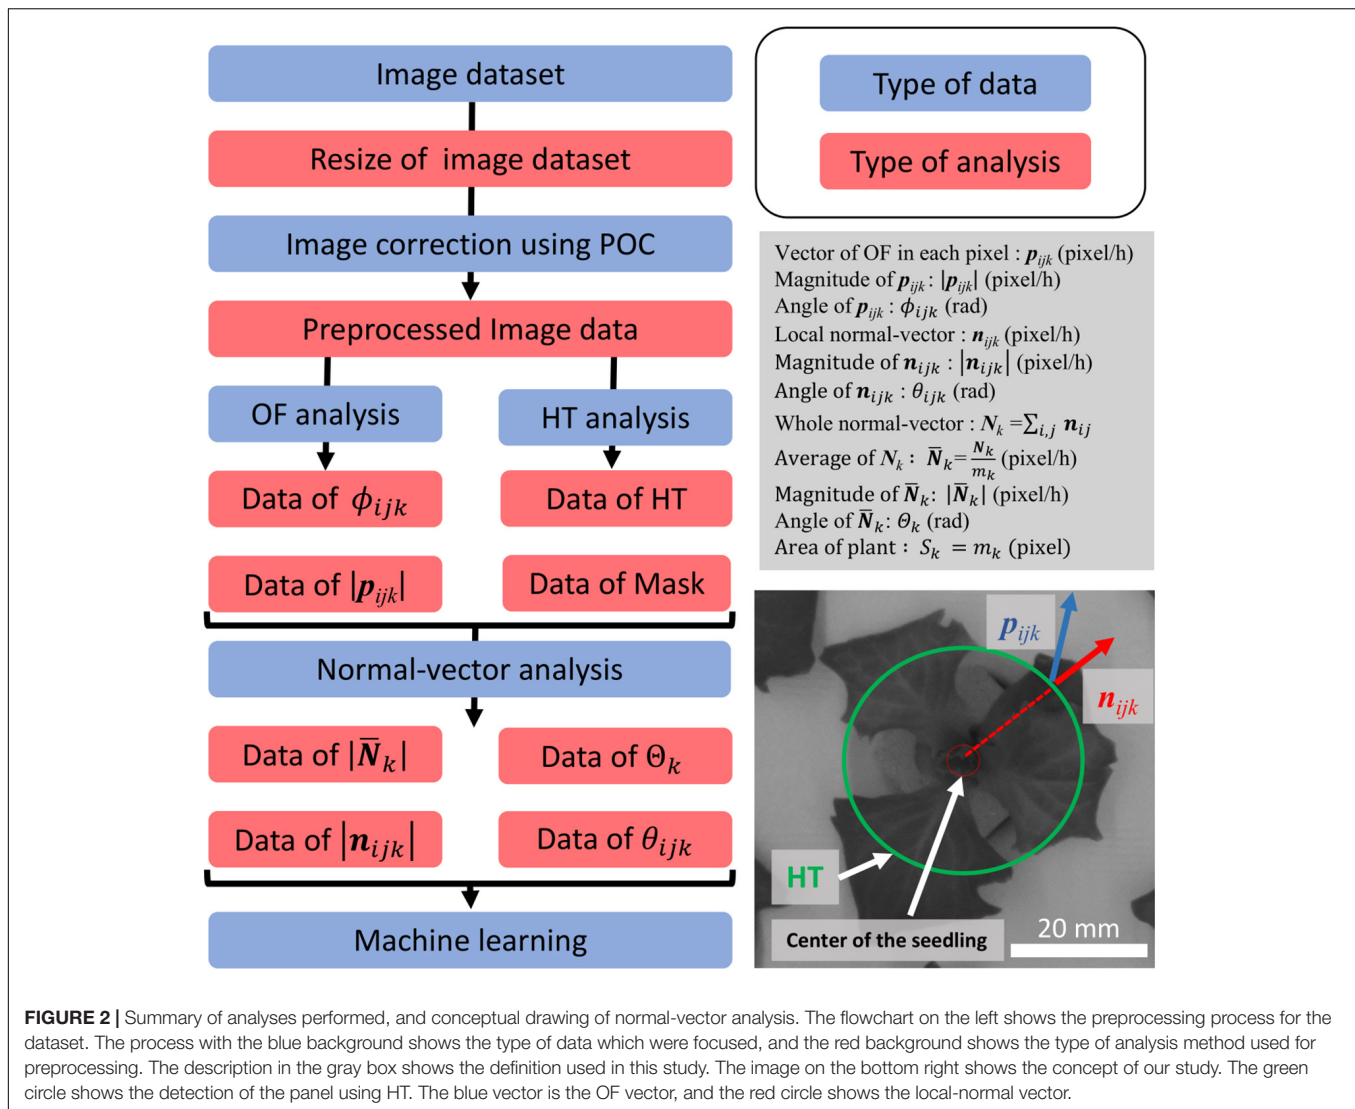 Image dataset
Resize of image dataset
Image correction using POC
Preprocessed Image data
OF analysis
HT analysis
Data of ϕijk
Data of HT
Data of |pijk|
Data of Mask
Normal-vector analysis
Data of |N̄k|
Data of Θk
Data of |nijk|
Data of θijk
Machine learning
Type of data
Type of analysis
Vector of OF in each pixel : pijk (pixel/h)
Magnitude of pijk : |pijk| (pixel/h)
Angle of pijk : ϕijk (rad)
Local normal-vector : nijk (pixel/h)
Magnitude of nijk : |nijk| (pixel/h)
Angle of nijk : θijk (rad)
Whole normal-vector : Nk =∑i,j nij
Average of Nk : N̄k=Nk/mk (pixel/h)
Magnitude of N̄k: |N̄k| (pixel/h)
Angle of N̄k: Θk (rad)
Area of plant : Sk = mk (pixel)
pijk
nijk
HT
Center of the seedling
20 mm
FIGURE 2 | Summary of analyses performed, and conceptual drawing of normal-vector analysis. The flowchart on the left shows the preprocessing process for the
dataset. The process with the blue background shows the type of data which were focused, and the red background shows the type of analysis method used for
preprocessing. The description in the gray box shows the definition used in this study. The image on the bottom right shows the concept of our study. The green
circle shows the detection of the panel using HT. The blue vector is the OF vector, and the red circle shows the local-normal vector.